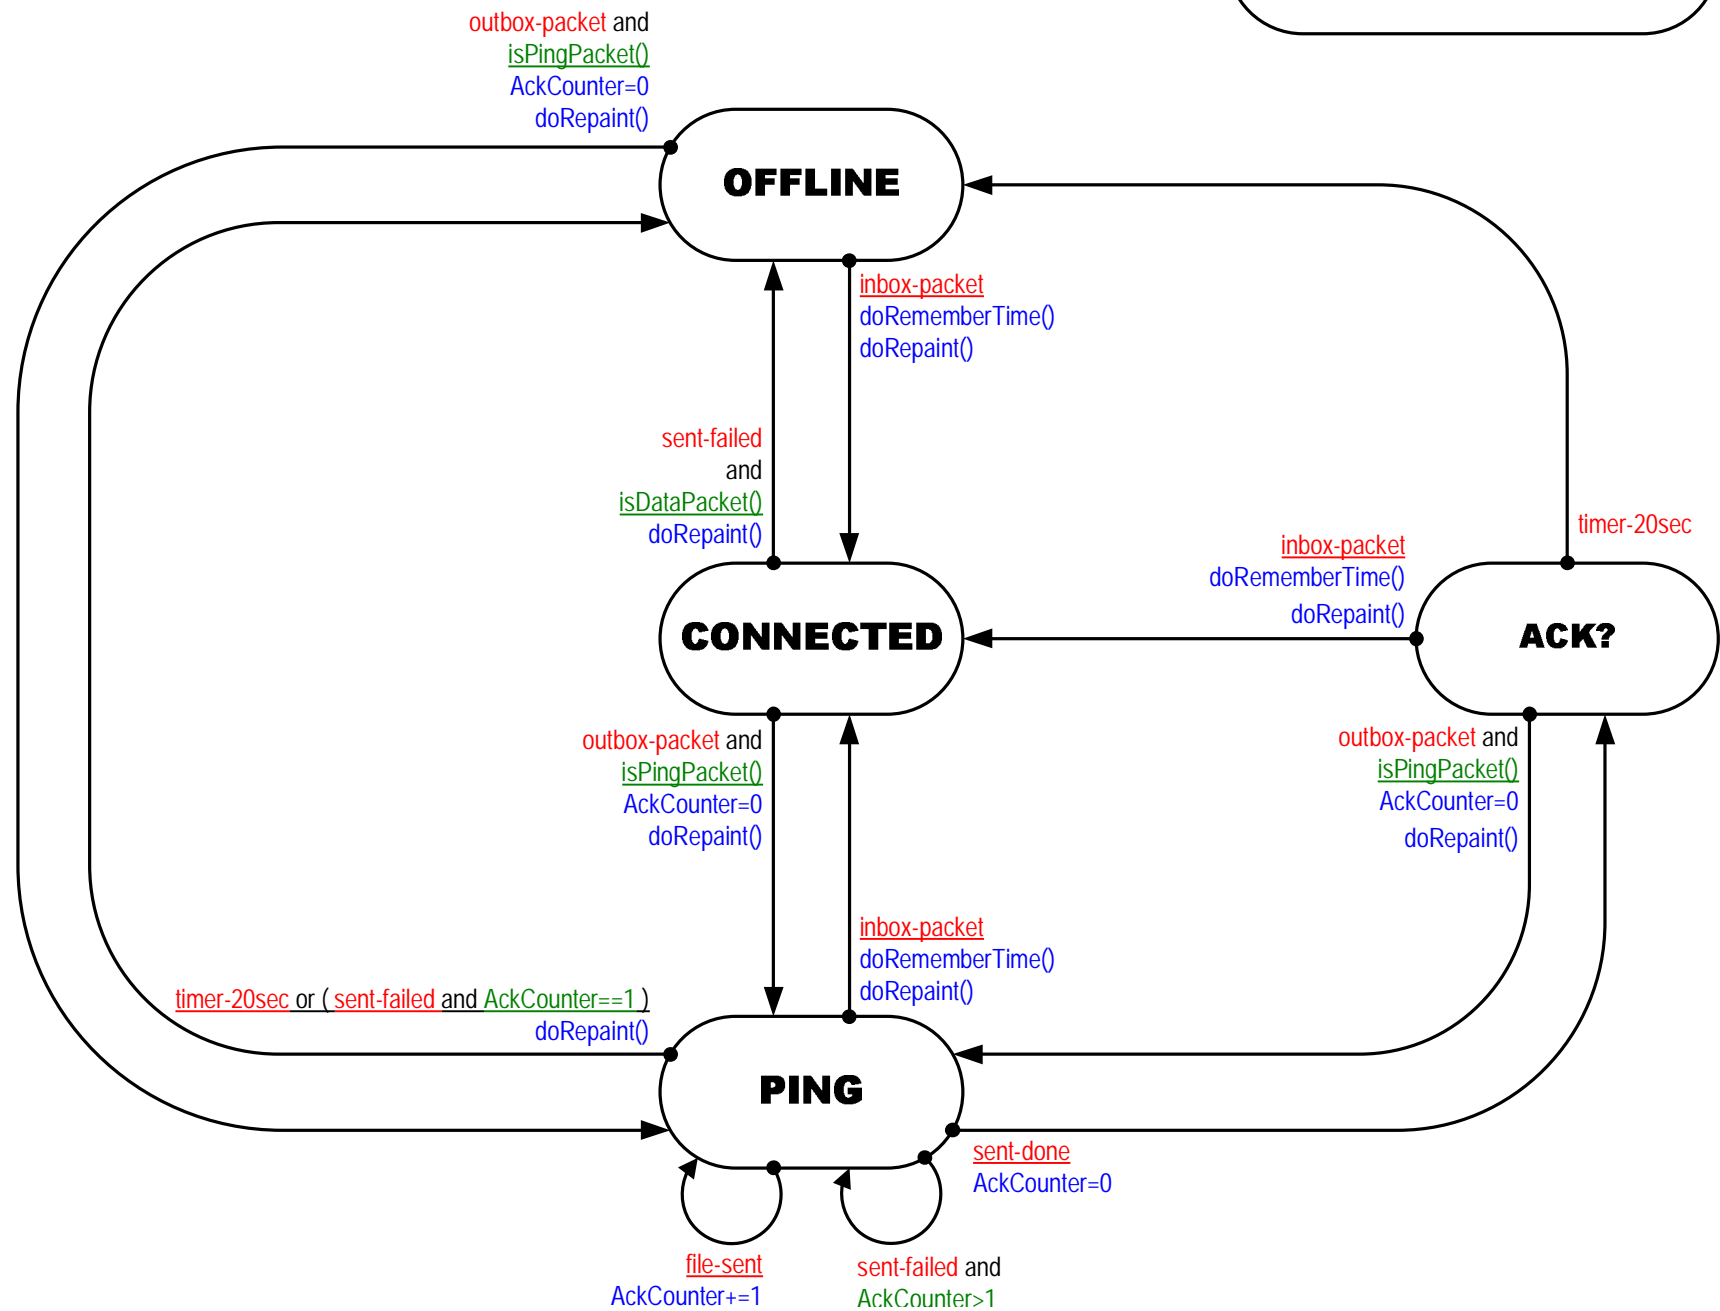 outbox-packet and
isPingPacket()
AckCounter=0
doRepaint()
OFFLINE
inbox-packet
doRememberTime()
doRepaint()
sent-failed
and
isDataPacket()
doRepaint()
timer-20sec
inbox-packet
doRememberTime()
doRepaint()
CONNECTED
ACK?
outbox-packet and
isPingPacket()
AckCounter=0
doRepaint()
outbox-packet and
isPingPacket()
AckCounter=0
doRepaint()
inbox-packet
doRememberTime()
doRepaint()
timer-20sec or ( sent-failed and AckCounter==1 )
doRepaint()
PING
sent-done
AckCounter=0
file-sent
AckCounter+=1
sent-failed and
AckCounter>1